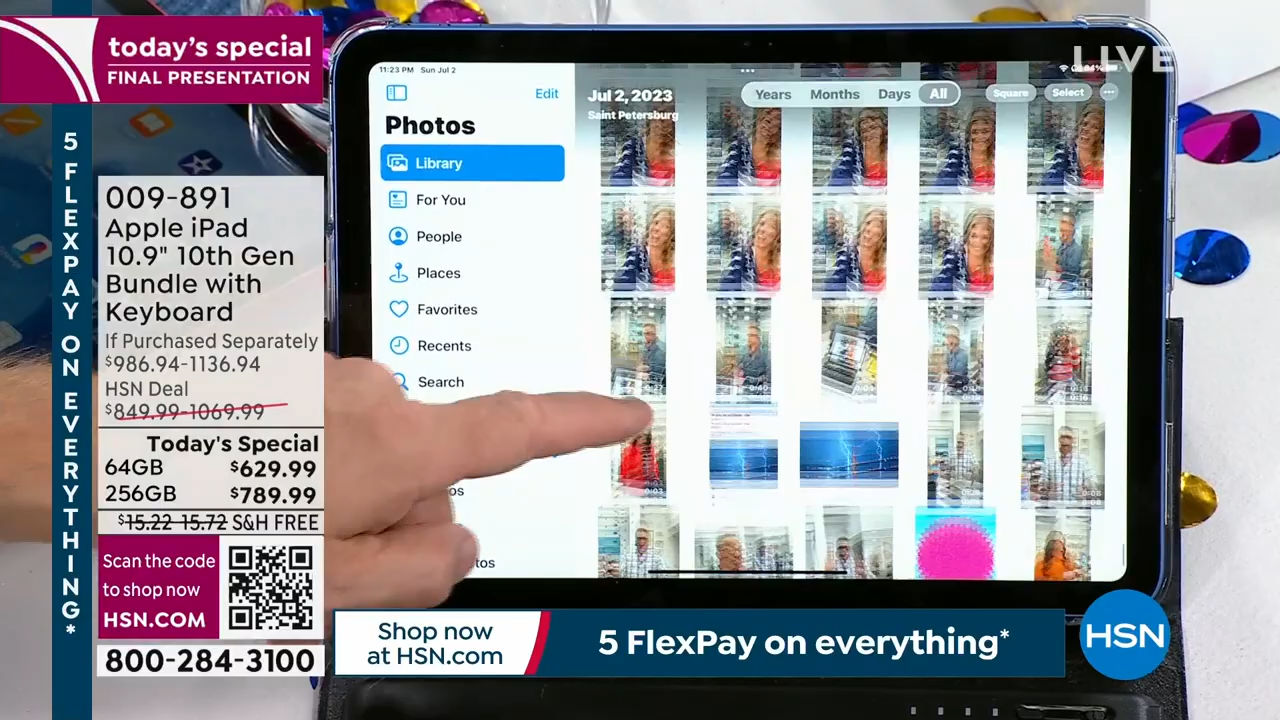 today's special
FINAL PRESENTATION
5 FLEXPAY ON EVERYTHING*
009-891
Apple iPad
10.9" 10th Gen
Bundle with
Keyboard
If Purchased Separately
$986.94-1136.94
HSN Deal
$849.99-1069.99
Today's Special
64GB $629.99
256GB $789.99
$15.22-15.72 S&H FREE
Scan the code
to shop now
HSN.COM
800-284-3100
LIVE
11:23 PM Sun Jul 2
Edit
Photos
Library
For You
People
Places
Favorites
Recents
Search
Jul 2, 2023
Saint Petersburg
Years Months Days All
Square Select
Shop now
at HSN.com
5 FlexPay on everything*
HSN